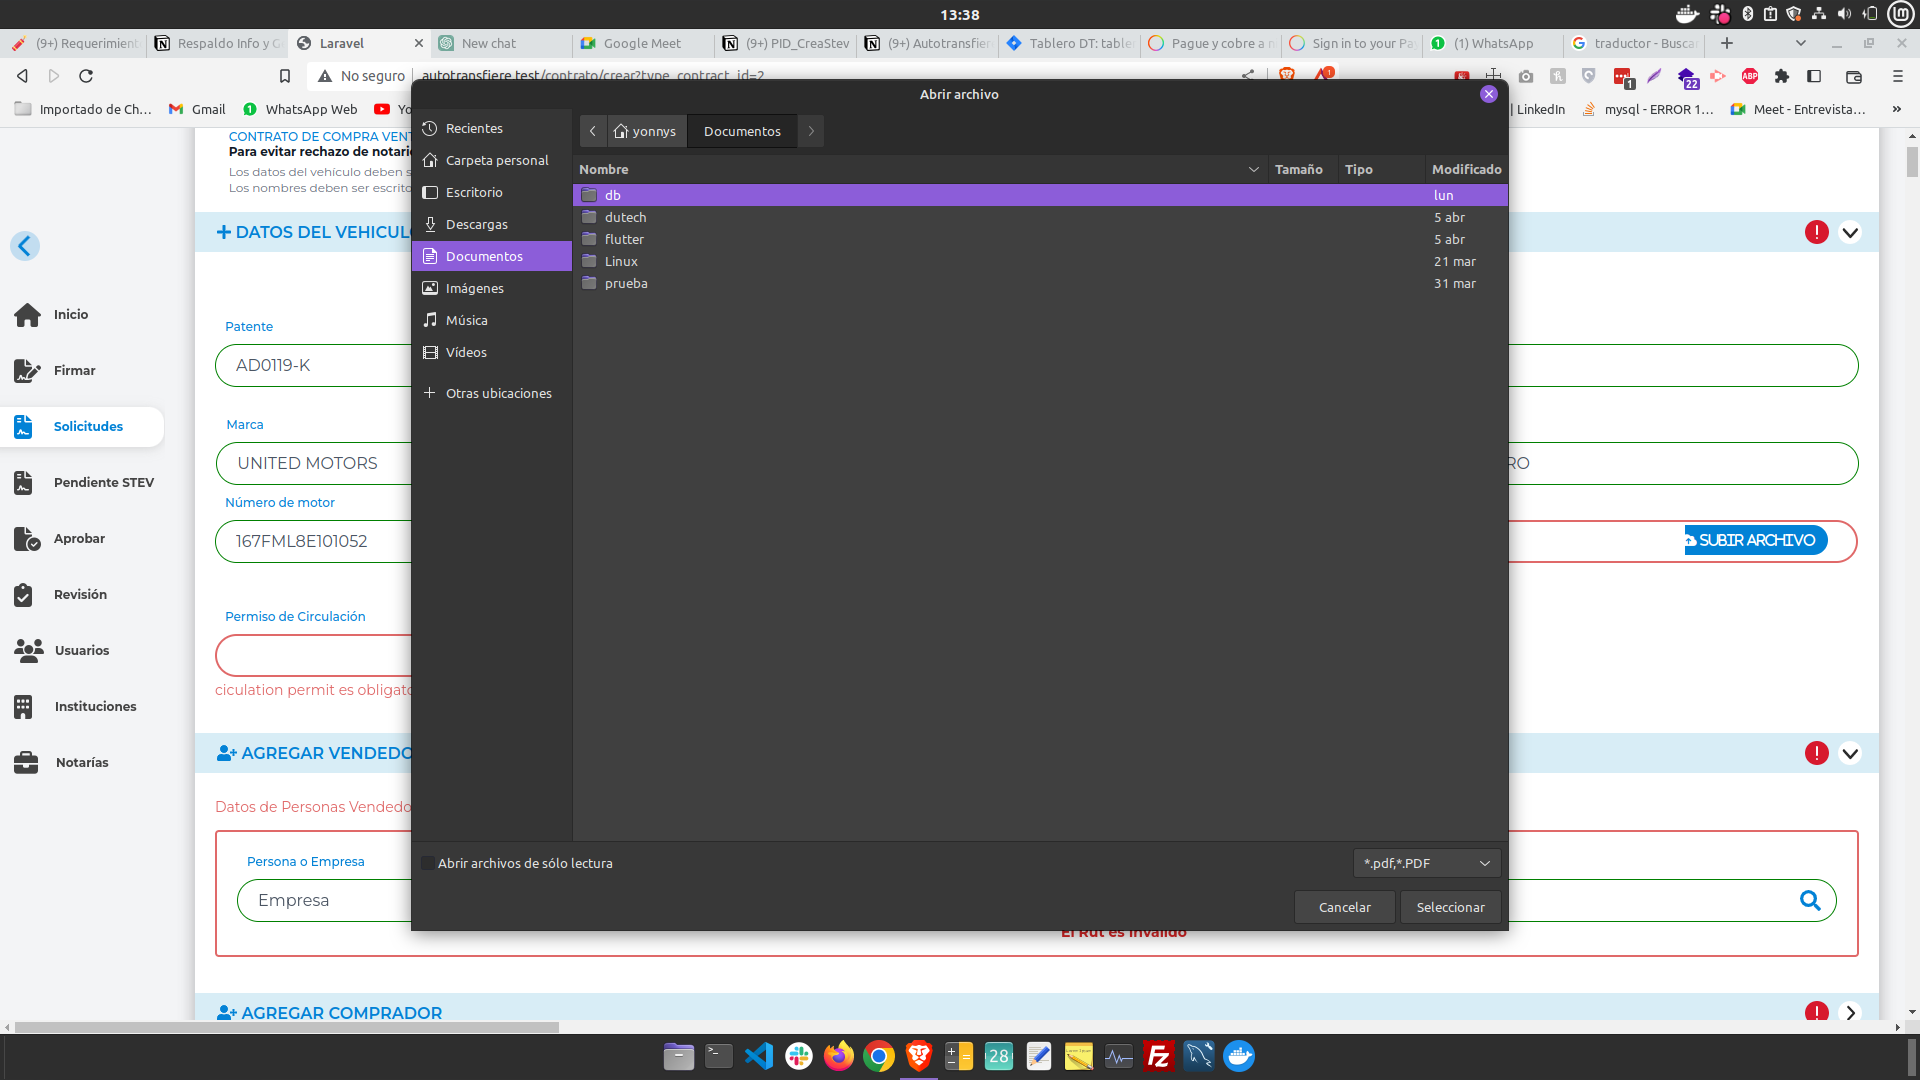 13:38
(9+) Requerimient
Respaldo Info y G
Laravel
New chat
Google Meet
(9+) PID_CreaStev
(9+) Autotransfier
Tablero DT: table
Pague y cobre a n
Sign in to your Pa
(1) WhatsApp
traductor - Buscar
No seguro
autotransfiere.test/contrato/crear?type_contract_id=2
1
1
22
ABP
Importado de Ch...
Gmail
WhatsApp Web
Yo
LinkedIn
mysql - ERROR 1...
Meet - Entrevista...
»
Abrir archivo
Recientes
Carpeta personal
Escritorio
Descargas
Documentos
Imágenes
Música
Vídeos
Otras ubicaciones
yonnys
Documentos
Nombre Tamaño Tipo Modificado
db lun
dutech 5 abr
flutter 5 abr
Linux 21 mar
prueba 31 mar
Abrir archivos de sólo lectura
*.pdf,*.PDF
Cancelar
Seleccionar
Inicio
Firmar
Solicitudes
Pendiente STEV
Aprobar
Revisión
Usuarios
Instituciones
Notarías
CONTRATO DE COMPRA VENT
Para evitar rechazo de notari
Los datos del vehículo deben s
Los nombres deben ser escrito
DATOS DEL VEHICULO
Patente
AD0119-K
Marca
UNITED MOTORS
RO
Número de motor
167FML8E101052
SUBIR ARCHIVO
Permiso de Circulación
ciculation permit es obligato
AGREGAR VENDEDO
Datos de Personas Vendedo
Persona o Empresa
Empresa
El Rut es invalido
AGREGAR COMPRADOR
28
FZ